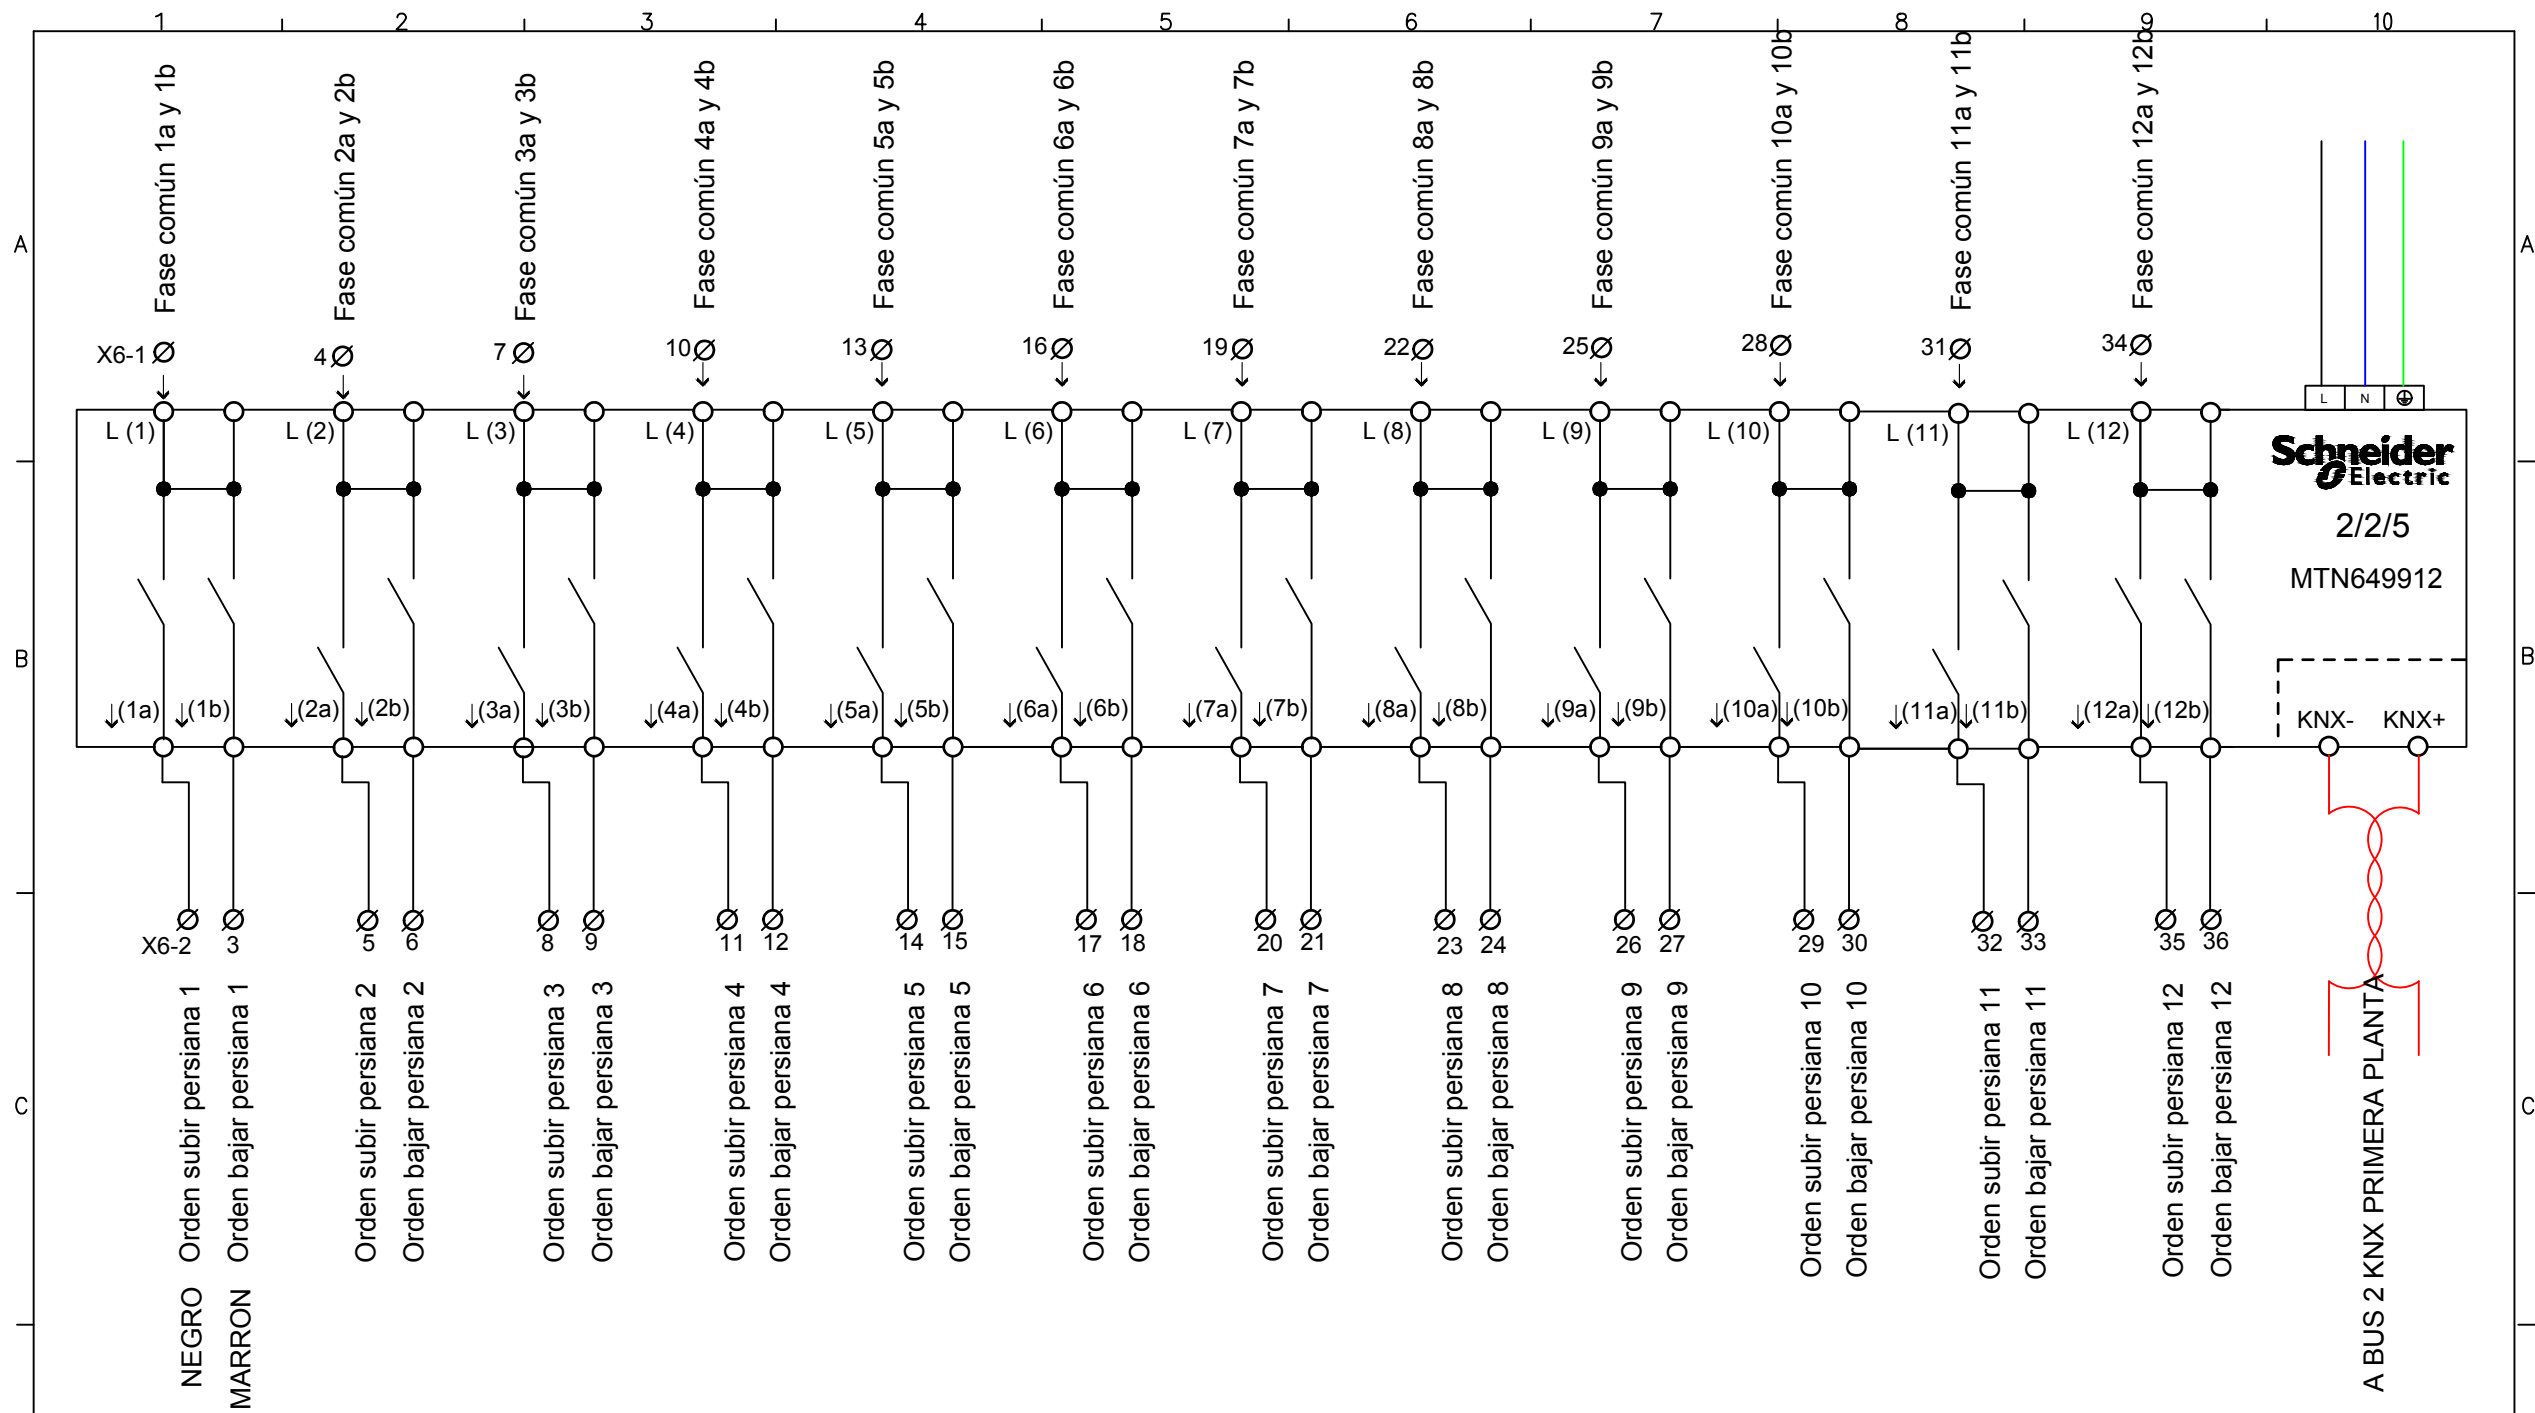 1 2 3 4 5 6 7 8 9 10
Fase común 1a y 1b
Fase común 2a y 2b
Fase común 3a y 3b
Fase común 4a y 4b
Fase común 5a y 5b
Fase común 6a y 6b
Fase común 7a y 7b
Fase común 8a y 8b
Fase común 9a y 9b
Fase común 10a y 10b
Fase común 11a y 11b
Fase común 12a y 12b
A A
X6-1 4 7 10 13 16 19 22 25 28 31 34
L N
L (1) L (2) L (3) L (4) L (5) L (6) L (7) L (8) L (9) L (10) L (11) L (12)
Schneider
Electric
2/2/5
MTN649912
B B
↓(1a) ↓(1b) ↓(2a) ↓(2b) ↓(3a) ↓(3b) ↓(4a) ↓(4b) ↓(5a) ↓(5b) ↓(6a) ↓(6b) ↓(7a) ↓(7b) ↓(8a) ↓(8b) ↓(9a) ↓(9b) ↓(10a) ↓(10b) ↓(11a) ↓(11b) ↓(12a) ↓(12b)
KNX- KNX+
X6-2 3 5 6 8 9 11 12 14 15 17 18 20 21 23 24 26 27 29 30 32 33 35 36
C C
NEGRO Orden subir persiana 1
MARRON Orden bajar persiana 1
Orden subir persiana 2
Orden bajar persiana 2
Orden subir persiana 3
Orden bajar persiana 3
Orden subir persiana 4
Orden bajar persiana 4
Orden subir persiana 5
Orden bajar persiana 5
Orden subir persiana 6
Orden bajar persiana 6
Orden subir persiana 7
Orden bajar persiana 7
Orden subir persiana 8
Orden bajar persiana 8
Orden subir persiana 9
Orden bajar persiana 9
Orden subir persiana 10
Orden bajar persiana 10
Orden subir persiana 11
Orden bajar persiana 11
Orden subir persiana 12
Orden bajar persiana 12
A BUS 2 KNX PRIMERA PLANTA